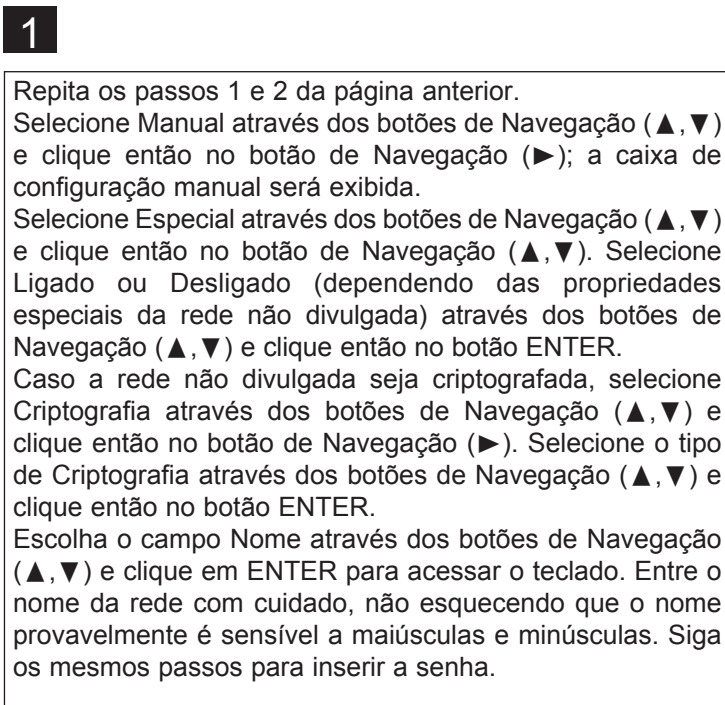 1
Repita os passos 1 e 2 da página anterior.
Selecione Manual através dos botões de Navegação (▲,▼)
e clique então no botão de Navegação (►); a caixa de
configuração manual será exibida.
Selecione Especial através dos botões de Navegação (▲,▼)
e clique então no botão de Navegação (▲,▼). Selecione
Ligado ou Desligado (dependendo das propriedades
especiais da rede não divulgada) através dos botões de
Navegação (▲,▼) e clique então no botão ENTER.
Caso a rede não divulgada seja criptografada, selecione
Criptografia através dos botões de Navegação (▲,▼) e
clique então no botão de Navegação (►). Selecione o tipo
de Criptografia através dos botões de Navegação (▲,▼) e
clique então no botão ENTER.
Escolha o campo Nome através dos botões de Navegação
(▲,▼) e clique em ENTER para acessar o teclado. Entre o
nome da rede com cuidado, não esquecendo que o nome
provavelmente é sensível a maiúsculas e minúsculas. Siga
os mesmos passos para inserir a senha.